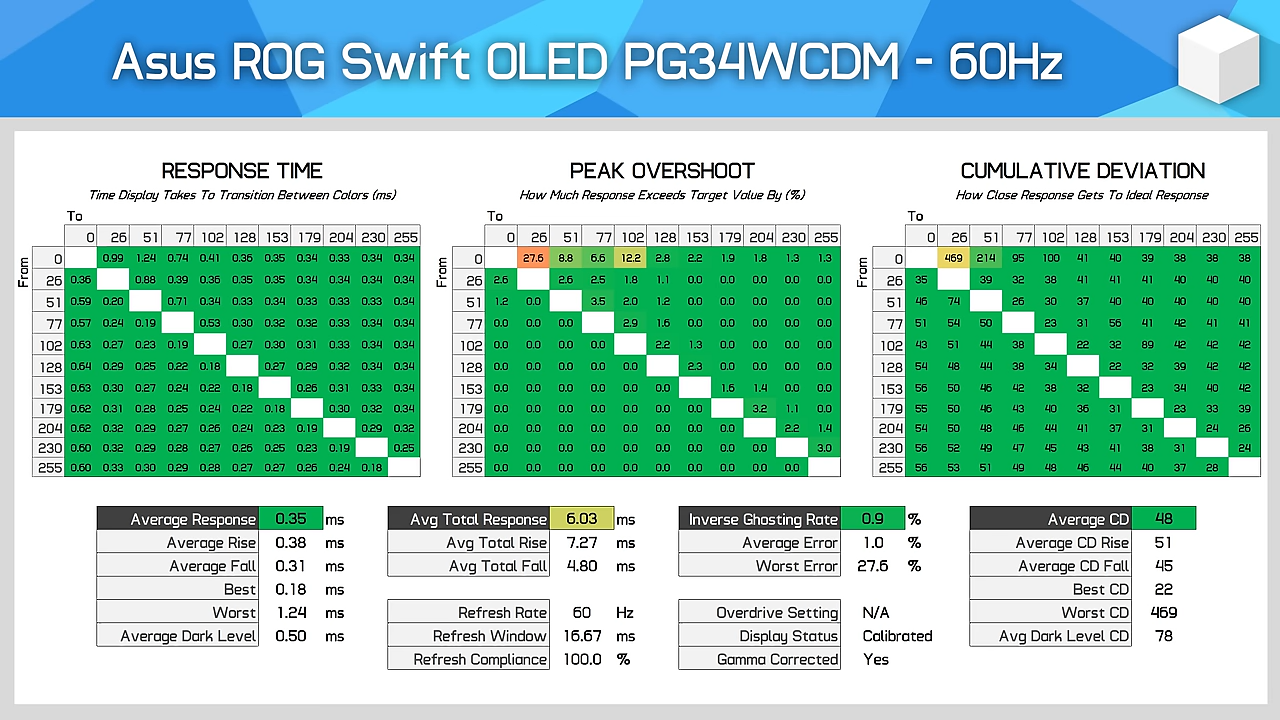 Asus ROG Swift OLED PG34WCDM - 60Hz
RESPONSE TIME
Time Display Takes To Transition Between Colors (ms)
To
0 26 51 77 102 128 153 179 204 230 255
From
0 0.99 1.24 0.74 0.41 0.36 0.35 0.34 0.33 0.34 0.34
26 0.36 0.88 0.39 0.36 0.34 0.34 0.33 0.33 0.34 0.34
51 0.59 0.20 0.71 0.34 0.33 0.34 0.33 0.33 0.34 0.34
77 0.57 0.24 0.19 0.53 0.30 0.32 0.32 0.33 0.34 0.34
102 0.63 0.27 0.23 0.19 0.27 0.30 0.31 0.33 0.34 0.34
128 0.64 0.29 0.25 0.22 0.18 0.27 0.29 0.32 0.34 0.34
153 0.63 0.30 0.27 0.24 0.22 0.18 0.26 0.31 0.33 0.34
179 0.62 0.31 0.28 0.25 0.24 0.22 0.18 0.30 0.32 0.34
204 0.62 0.32 0.29 0.27 0.26 0.24 0.23 0.19 0.29 0.32
230 0.60 0.32 0.29 0.28 0.27 0.26 0.25 0.23 0.19 0.25
255 0.60 0.33 0.30 0.29 0.28 0.27 0.27 0.26 0.24 0.18
PEAK OVERSHOOT
How Much Response Exceeds Target Value By (%)
To
0 26 51 77 102 128 153 179 204 230 255
From
0 27.6 8.8 6.6 12.2 2.8 2.2 1.9 1.8 1.3 1.3
26 2.6 2.6 2.5 1.8 1.1 0.0 0.0 0.0 0.0 0.0
51 1.2 0.0 3.5 2.0 1.2 0.0 0.0 0.0 0.0 0.0
77 0.0 0.0 0.0 2.9 1.6 0.0 0.0 0.0 0.0 0.0
102 0.0 0.0 0.0 0.0 2.2 1.3 0.0 0.0 0.0 0.0
128 0.0 0.0 0.0 0.0 0.0 2.3 0.0 0.0 0.0 0.0
153 0.0 0.0 0.0 0.0 0.0 0.0 1.6 1.4 0.0 0.0
179 0.0 0.0 0.0 0.0 0.0 0.0 0.0 3.2 1.1 0.0
204 0.0 0.0 0.0 0.0 0.0 0.0 0.0 0.0 2.2 1.4
230 0.0 0.0 0.0 0.0 0.0 0.0 0.0 0.0 0.0 3.0
255 0.0 0.0 0.0 0.0 0.0 0.0 0.0 0.0 0.0 0.0
CUMULATIVE DEVIATION
How Close Response Gets To Ideal Response
To
0 26 51 77 102 128 153 179 204 230 255
From
0 469 214 95 100 41 40 39 38 38 38
26 35 39 32 38 41 41 40 40 40 40
51 46 74 26 30 37 40 40 40 40 40
77 51 54 50 23 31 56 41 42 41 41
102 43 51 44 38 22 32 89 42 42 42
128 54 48 44 38 34 22 32 39 42 42
153 56 50 46 42 38 32 23 34 40 42
179 55 50 46 43 40 36 31 23 33 39
204 54 50 48 46 44 41 37 31 24 26
230 56 52 49 47 45 43 41 38 31 24
255 56 53 51 49 48 46 44 40 37 28
Average Response 0.35 ms
Average Rise 0.38 ms
Average Fall 0.31 ms
Best 0.18 ms
Worst 1.24 ms
Average Dark Level 0.50 ms
Avg Total Response 6.03 ms
Avg Total Rise 7.27 ms
Avg Total Fall 4.80 ms
Refresh Rate 60 Hz
Refresh Window 16.67 ms
Refresh Compliance 100.0 %
Inverse Ghosting Rate 0.9 %
Average Error 1.0 %
Worst Error 27.6 %
Overdrive Setting N/A
Display Status Calibrated
Gamma Corrected Yes
Average CD 48
Average CD Rise 51
Average CD Fall 45
Best CD 22
Worst CD 469
Avg Dark Level CD 78